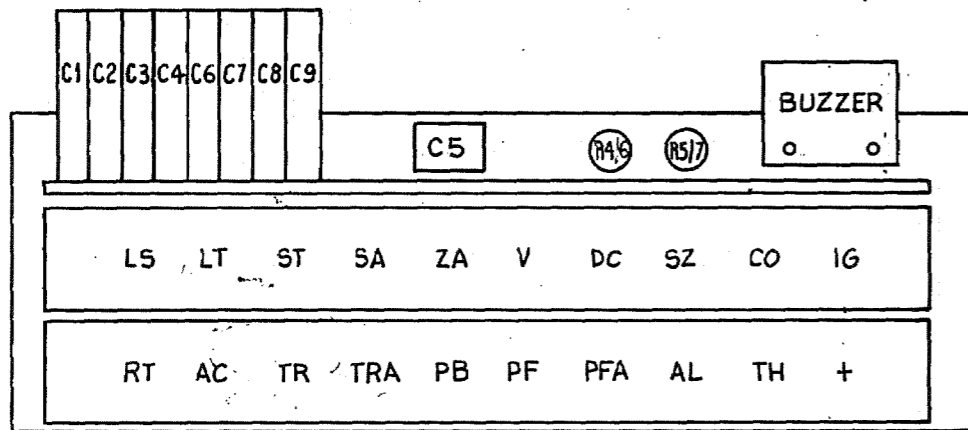 C1 C2 C3 C4 C6 C7 C8 C9
BUZZER
C5 R4/6 R5/7
LS LT ST SA ZA V DC SZ CO IG
RT AC TR TRA PB PF PFA AL TH +